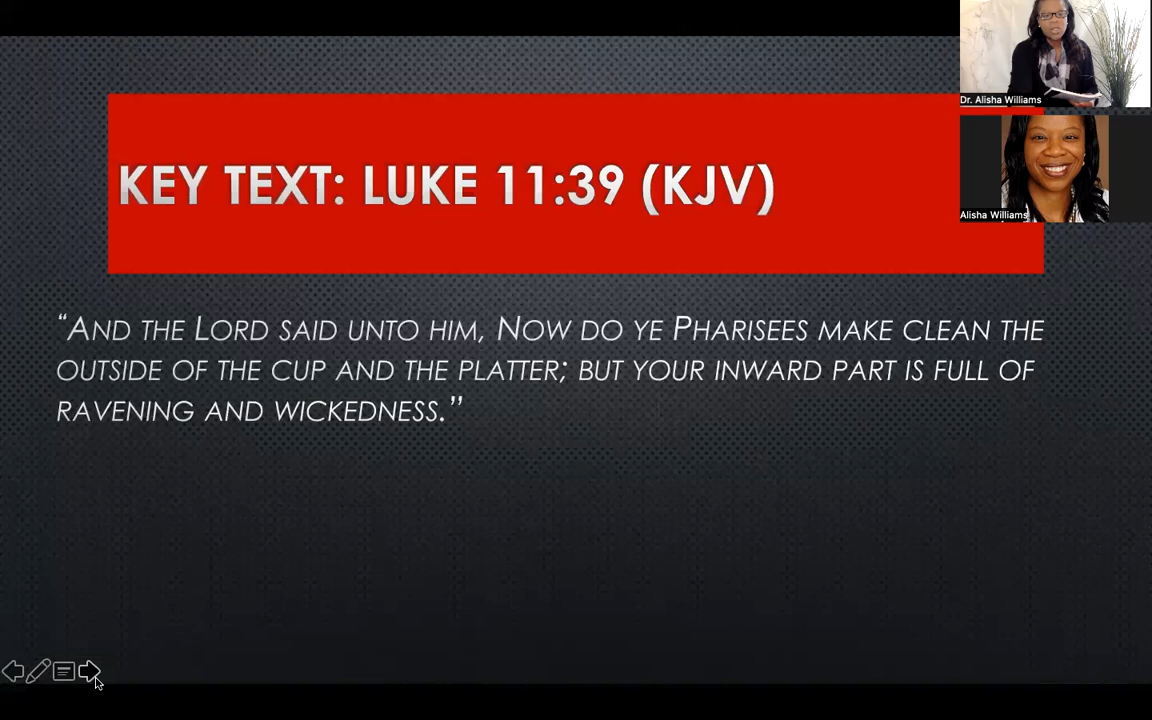 Dr. Alisha Williams
Alisha Williams
KEY TEXT: LUKE 11:39 (KJV)
“AND THE LORD SAID UNTO HIM, NOW DO YE PHARISEES MAKE CLEAN THE
OUTSIDE OF THE CUP AND THE PLATTER; BUT YOUR INWARD PART IS FULL OF
RAVENING AND WICKEDNESS.”